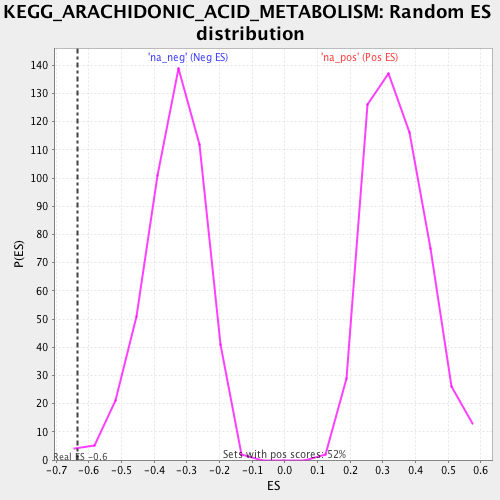 KEGG_ARACHIDONIC_ACID_METABOLISM: Random ES
distribution
'na_neg' (Neg ES)
'na_pos' (Pos ES)
140
130
120
110
100
90
80
70
60
50
40
30
20
10
0
P(ES)
Real ES -0.6
Sets with pos scores: 52%
-0.7 -0.6 -0.5 -0.4 -0.3 -0.2 -0.1 0.0 0.1 0.2 0.3 0.4 0.5 0.6
ES